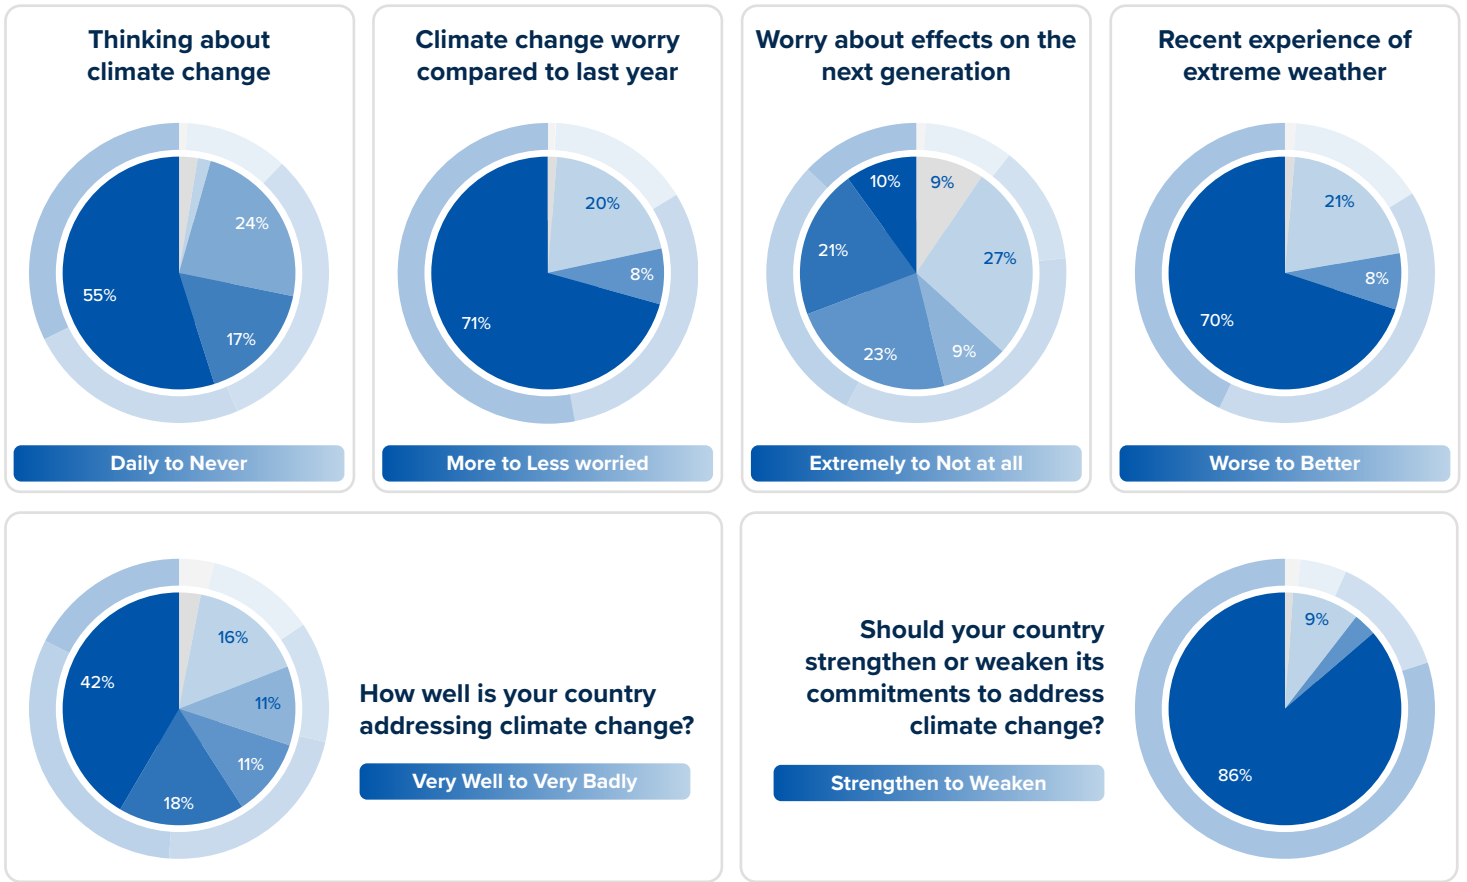 Thinking about
climate change
24%
55%
17%
Daily to Never
Climate change worry
compared to last year
20%
8%
71%
More to Less worried
Worry about effects on the
next generation
10%
9%
21%
27%
23%
9%
Extremely to Not at all
Recent experience of
extreme weather
21%
8%
70%
Worse to Better
16%
42%
11%
11%
18%
How well is your country
addressing climate change?
Very Well to Very Badly
Should your country
strengthen or weaken its
commitments to address
climate change?
Strengthen to Weaken
9%
86%